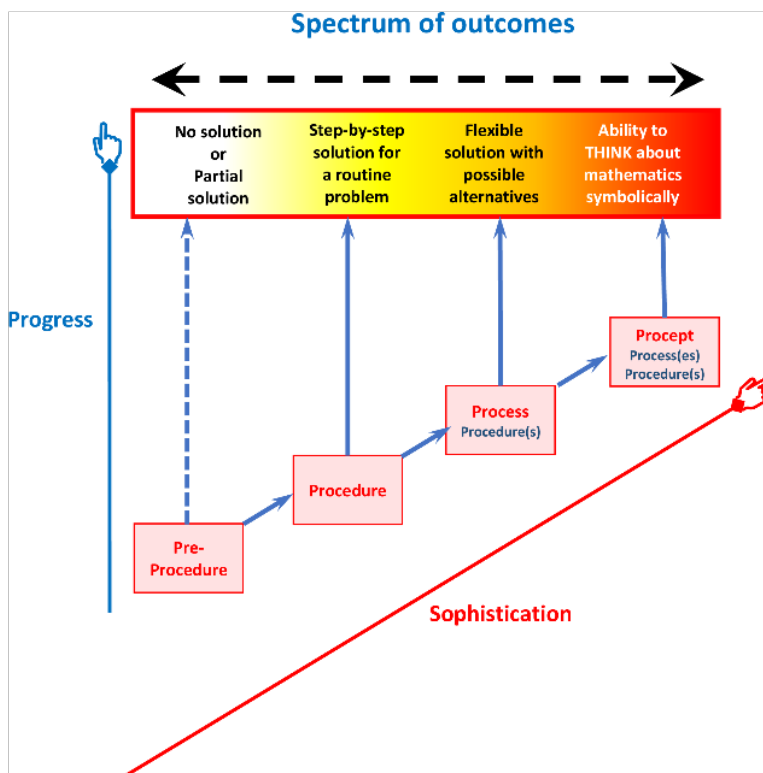 Spectrum of outcomes
No solution
or
Partial
solution
Step-by-step
solution for
a routine
problem
Flexible
solution with
possible
alternatives
Ability to
THINK about
mathematics
symbolically
Progress
Procept
Process(es)
Procedure(s)
Process
Procedure(s)
Procedure
Pre-
Procedure
Sophistication